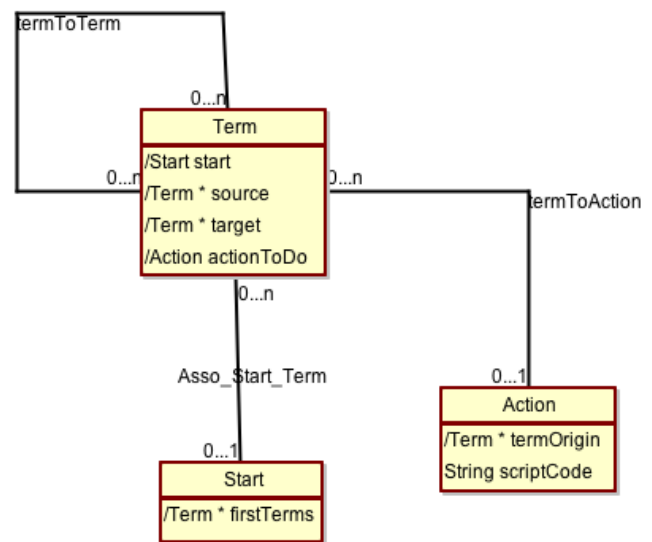 termToTerm
0...n
Term
/Start start
0...n
0...n
/Term * source
termToAction
/Term * target
/Action actionToDo
0...n
Asso_Start_Term
0...1
Action
0...1
/Term * termOrigin
Start
String scriptCode
/Term * firstTerms